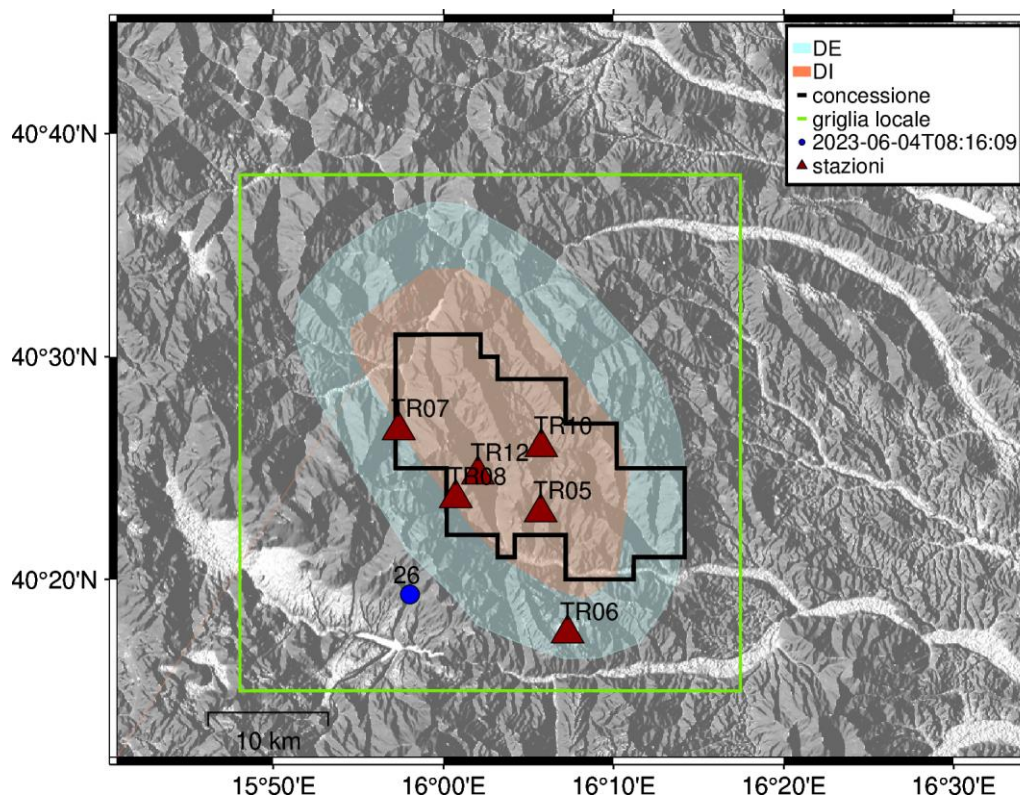 DE
DI
concessione
griglia locale
2023-06-04T08:16:09
stazioni
40°40'N
40°30'N
40°20'N
TR07
TR10
TR12
TR08
TR05
26
TR06
10 km
15°50'E
16°00'E
16°10'E
16°20'E
16°30'E